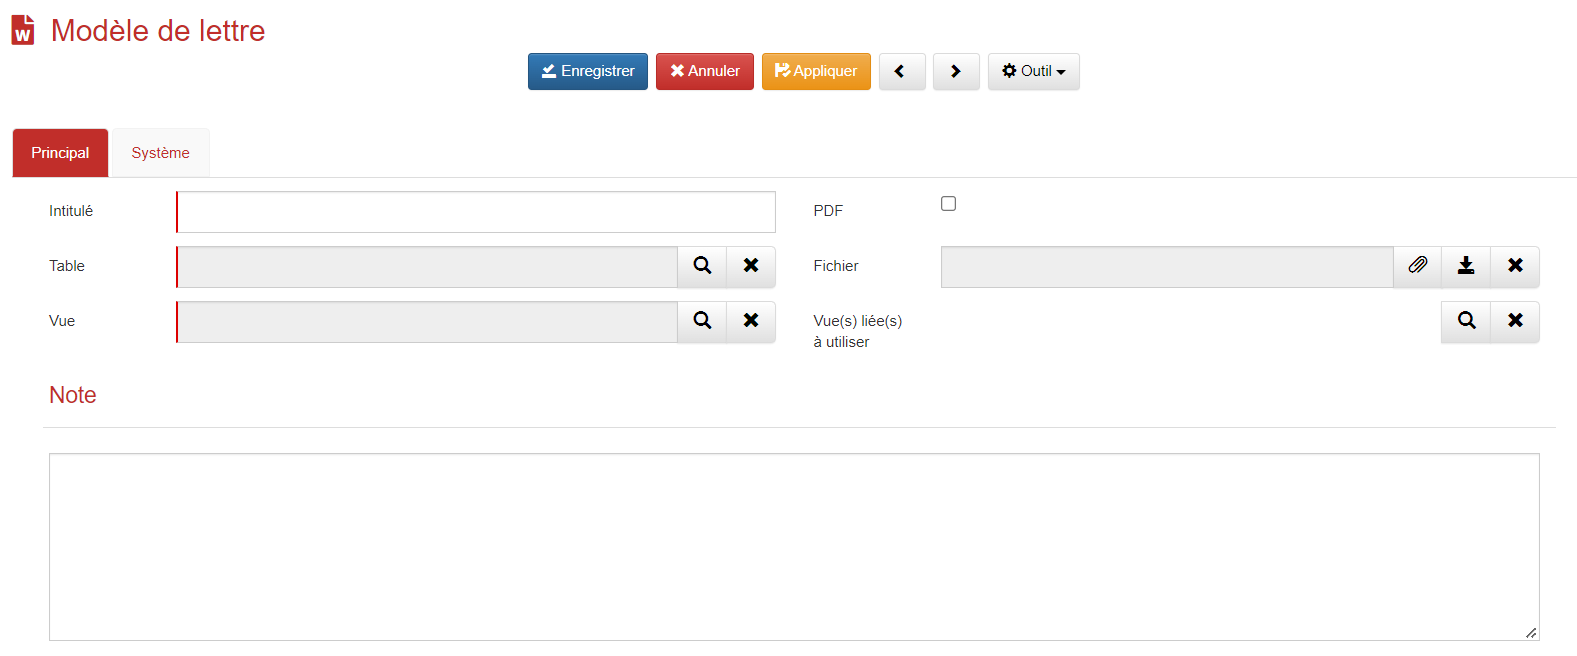 Modèle de lettre
Enregistrer
Annuler
Appliquer
Outil
Principal
Système
Intitulé
PDF
Table
Fichier
Vue
Vue(s) liée(s)
à utiliser
Note